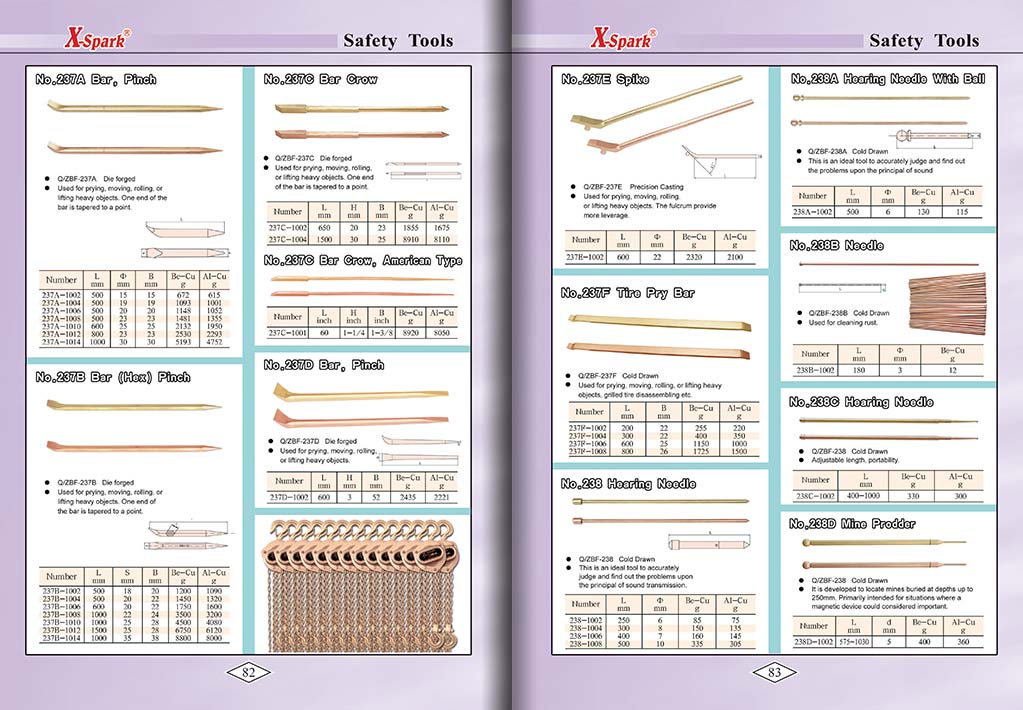 X-Spark®
Safety Tools
No.237A Bar, Pinch
Q/ZBF-237A Die forged
Used for prying, moving, rolling, or
lifting heavy objects. One end of the
bar is tapered to a point.
Number L mm Φ mm B mm Be-Cu g Al-Cu g
237A-1002 500 15 15 672 615
237A-1004 500 19 19 1093 1001
237A-1006 500 20 20 1148 1052
237A-1008 500 23 23 1481 1355
237A-1010 600 25 25 2132 1950
237A-1012 800 23 23 2530 2293
237A-1014 1000 30 30 5193 4752
No.237B Bar (Hex) Pinch
Q/ZBF-237B Die forged
Used for prying, moving, rolling, or
lifting heavy objects. One end of
the bar is tapered to a point.
Number L mm S mm B mm Be-Cu g Al-Cu g
237B-1002 500 18 20 1200 1090
237B-1004 500 20 22 1450 1320
237B-1006 600 20 22 1750 1600
237B-1008 1000 22 24 3500 3200
237B-1010 1000 25 28 4500 4080
237B-1012 1500 25 28 6750 6120
237B-1014 1000 35 38 8800 8000
No.237C Bar Crow
Q/ZBF-237C Die forged
Used for prying, moving, rolling,
or lifting heavy objects. One end
of the bar is tapered to a point.
Number L mm H mm B mm Be-Cu g Al-Cu g
237C-1002 650 20 23 1855 1675
237C-1004 1500 30 25 8910 8110
No.237C Bar Crow, American Type
Number L inch H inch B inch Be-Cu g Al-Cu g
237C-1001 60 1-1/4 1-3/8 8920 8050
No.237D Bar, Pinch
Q/ZBF-237D Die forged
Used for prying, moving, rolling,
or lifting heavy objects.
Number L mm H mm B mm Be-Cu g Al-Cu g
237D-1002 600 3 52 2435 2221
82
X-Spark®
Safety Tools
No.237E Spike
Q/ZBF-237E Precision Casting
Used for prying, moving, rolling,
or lifting heavy objects. The fulcrum provide
more leverage.
Number L mm Φ mm Be-Cu g Al-Cu g
237E-1002 600 22 2320 2100
No.237F Tire Pry Bar
Q/ZBF-237F Cold Drawn
Used for prying, moving, rolling, or lifting heavy
objects, grilled tire disassembling etc.
Number L mm B mm Be-Cu g Al-Cu g
237F-1002 200 22 255 220
237F-1004 300 22 400 350
237F-1006 600 25 1150 1000
237F-1008 800 26 1725 1500
No.238 Hearing Needle
Q/ZBF-238 Cold Drawn
This is an ideal tool to accurately
judge and find out the problems upon
the principal of sound transmission.
Number L mm Φ mm Be-Cu g Al-Cu g
238-1002 250 6 85 75
238-1004 300 8 150 135
238-1006 400 7 160 145
238-1008 500 10 335 305
No.238A Hearing Needle With Ball
Q/ZBF-238A Cold Drawn
This is an ideal tool to accurately judge and find out
the problems upon the principal of sound
Number L mm Φ mm Be-Cu g Al-Cu g
238A-1002 500 6 130 115
No.238B Needle
Q/ZBF-238B Cold Drawn
Used for cleaning rust.
Number L mm Φ mm Be-Cu g
238B-1002 180 3 12
No.238C Hearing Needle
Q/ZBF-238 Cold Drawn
Adjustable length, portability.
Number L mm Be-Cu g Al-Cu g
238C-1002 400-1000 330 300
No.238D Mine Prodder
Q/ZBF-238 Cold Drawn
It is developed to locate mines buried at depths up to
250mm. Primarily intended for situations where a
magnetic device could considered important.
Number L mm d mm Be-Cu g Al-Cu g
238D-1002 575-1030 5 400 360
83